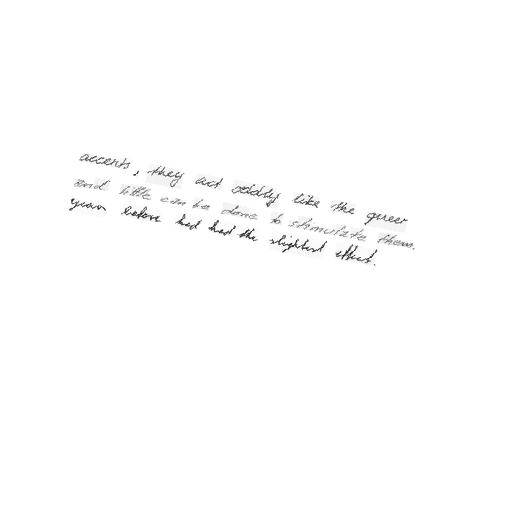 accents, they act oddly like the queer
and little can be done to stimulate them.
years before had had the slightest effect.